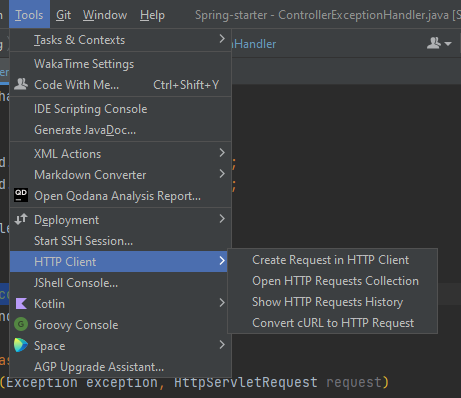 Tools Git Window Help Spring-starter - ControllerExceptionHandler.java [S
Tasks & Contexts
nHandler
WakaTime Settings
Code With Me... Ctrl+Shift+Y
IDE Scripting Console
Generate JavaDoc...
XML Actions
Markdown Converter
QD Open Qodana Analysis Report...
Deployment
Start SSH Session...
HTTP Client
Create Request in HTTP Client
Open HTTP Requests Collection
Show HTTP Requests History
Convert cURL to HTTP Request
JShell Console...
Kotlin
G Groovy Console
Space
AGP Upgrade Assistant...
(Exception exception, HttpServletRequest request)